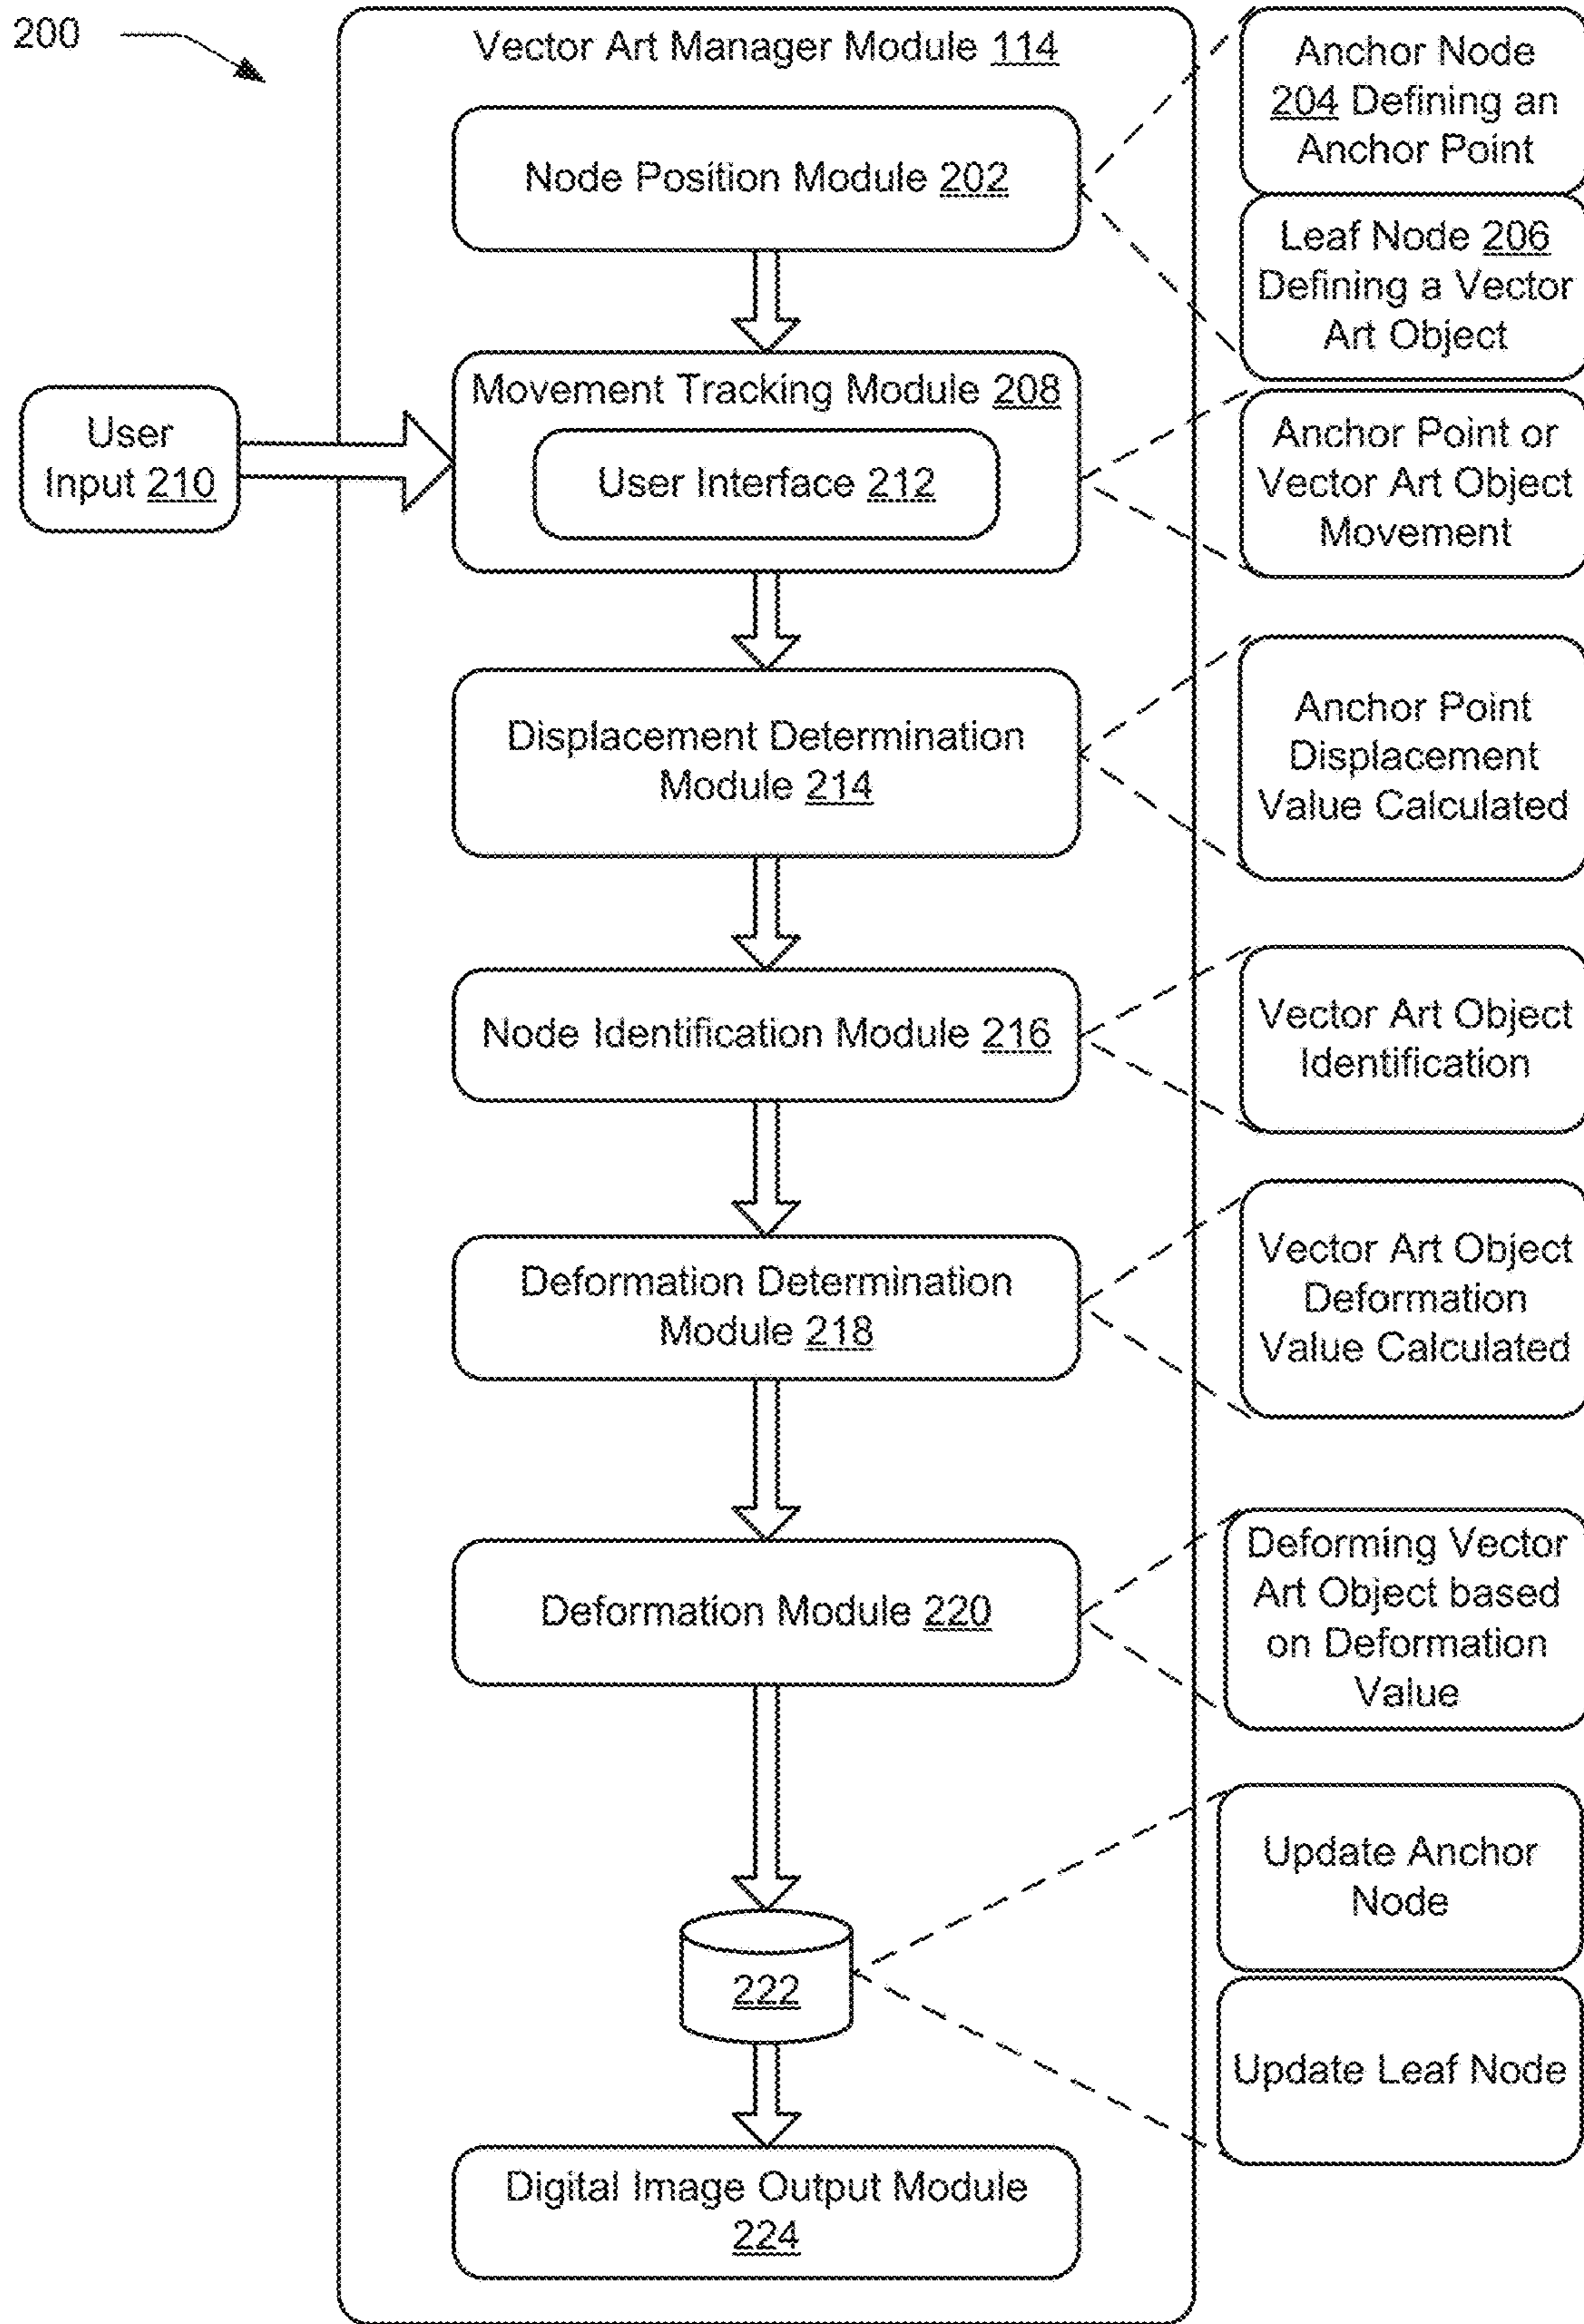 200
Vector Art Manager Module 114
Node Position Module 202
Anchor Node
204 Defining an
Anchor Point
Leaf Node 206
Defining a Vector
Art Object
User
Input 210
Movement Tracking Module 208
User Interface 212
Anchor Point or
Vector Art Object
Movement
Displacement Determination
Module 214
Anchor Point
Displacement
Value Calculated
Node Identification Module 216
Vector Art Object
Identification
Deformation Determination
Module 218
Vector Art Object
Deformation
Value Calculated
Deformation Module 220
Deforming Vector
Art Object based
on Deformation
Value
222
Update Anchor
Node
Update Leaf Node
Digital Image Output Module
224